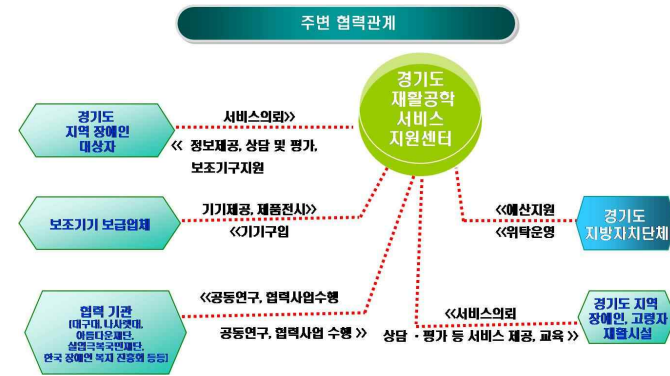 주변 협력관계
경기도
재활공학
서비스
지원센터
경기도
지역 장애인
대상자
서비스의뢰》
《 정보제공, 상담 및 평가,
보조기구지원
보조기기 보급업체
기기제공, 제품전시》
《기기구입
《예산지원
《위탁운영
경기도
지방자치단체
협력 기관
[대구대, 나사렛대,
아름다운재단,
실업극복국민재단,
한국 장애인 복지 진흥회 등등]
《공동연구, 협력사업수행
공동연구, 협력사업 수행 》
《서비스의뢰
상담 · 평가 등 서비스 제공, 교육 》
경기도 지역
장애인, 고령자
재활시설